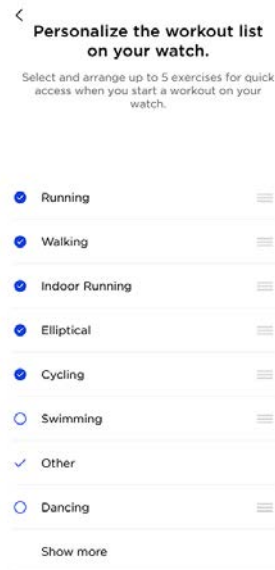 Personalize the workout list
on your watch.
Select and arrange up to 5 exercises for quick
access when you start a workout on your
watch.
Running
Walking
Indoor Running
Elliptical
Cycling
Swimming
Other
Dancing
Show more